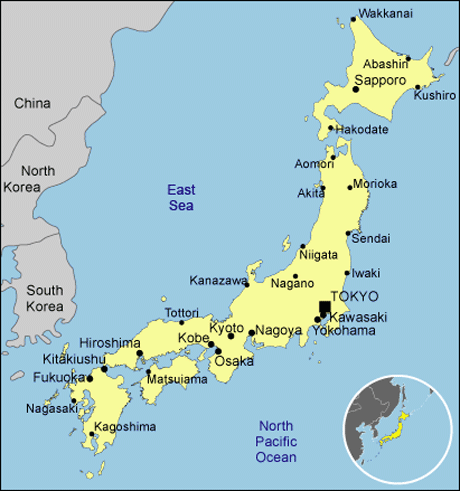 Wakkanai
Abashiri
Sapporo
Kushiro
China
Hakodate
Aomori
North
Korea
Morioka
Akita
East
Sea
Sendai
Niigata
Iwaki
Kanazawa
Nagano
South
Korea
TOKYO
Tottori
Kawasaki
Kyoto
Nagoya
Yokohama
Kobe
Hiroshima
Osaka
Kitakiushu
Fukuoka
Matsuiama
Nagasaki
Kagoshima
North
Pacific
Ocean